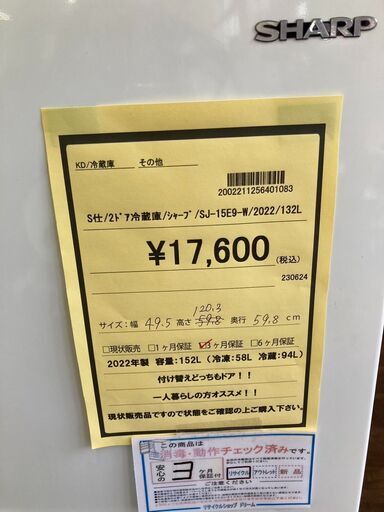 SHARP
KD/冷蔵庫 その他
2002211256401083
S仕/2ﾄﾞｱ冷蔵庫/ｼｬｰﾌﾟ/SJ-15E9-W/2022/132L
¥17,600(税込)
230624
120.3
サイズ:幅 49.5 高さ 59.8 奥行 59.8 cm
□現状販売 □1ヶ月保証 ☑3ヶ月保証 □6ヶ月保証
2022年製 容量:152L(冷凍:58L 冷蔵:94L)
付け替えどっちもドア!!
一人暮らしの方オススメ!!
現状販売品ですので状態をご確認の上ご購入下さい。
この商品は
消毒・動作チェック済みです。
安心の 3 ヶ月保証付 リサイクル アウトレット 新品
ご注意ください
リサイクルショップ ドリーム